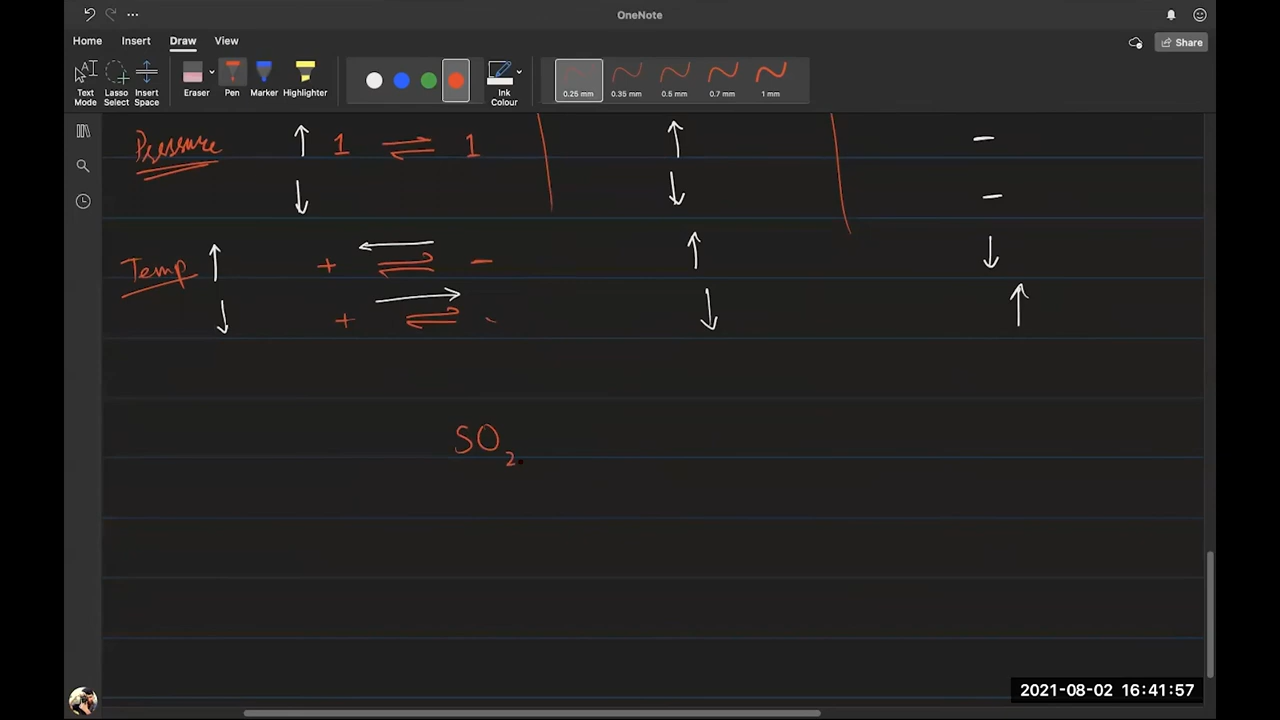 OneNote
Home Insert Draw View
Share
Text Mode
Lasso Select
Insert Space
Eraser
Pen
Marker
Highlighter
Ink Colour
0.25 mm
0.35 mm
0.5 mm
0.7 mm
1 mm
Pressure ↑ 1 ⇌ 1 ↑ –
↓ ↓ –
← 
Temp ↑ + ⇌ – ↑ ↓
→
↓ + ⇌ ↓ ↑
SO₂
2021-08-02 16:41:57